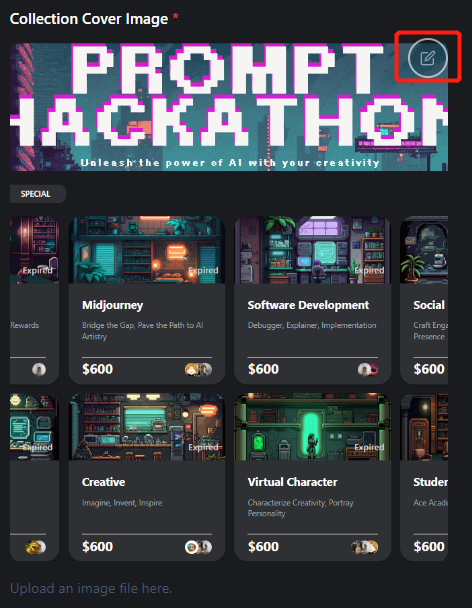 Collection Cover Image *
PROMPT
HACKATHON
Unleash the power of AI with your creativity
SPECIAL
Expired
Expired
Expired
Rewards
Midjourney
Bridge the Gap, Pave the Path to AI
Artistry
$600
Software Development
Debugger, Explainer, Implementation
$600
Social
Craft Enga
Presence
$600
Expired
Expired
Expired
Creative
Imagine, Invent, Inspire
$600
Virtual Character
Characterize Creativity, Portray
Personality
$600
Studen
Ace Acade
$600
Upload an image file here.